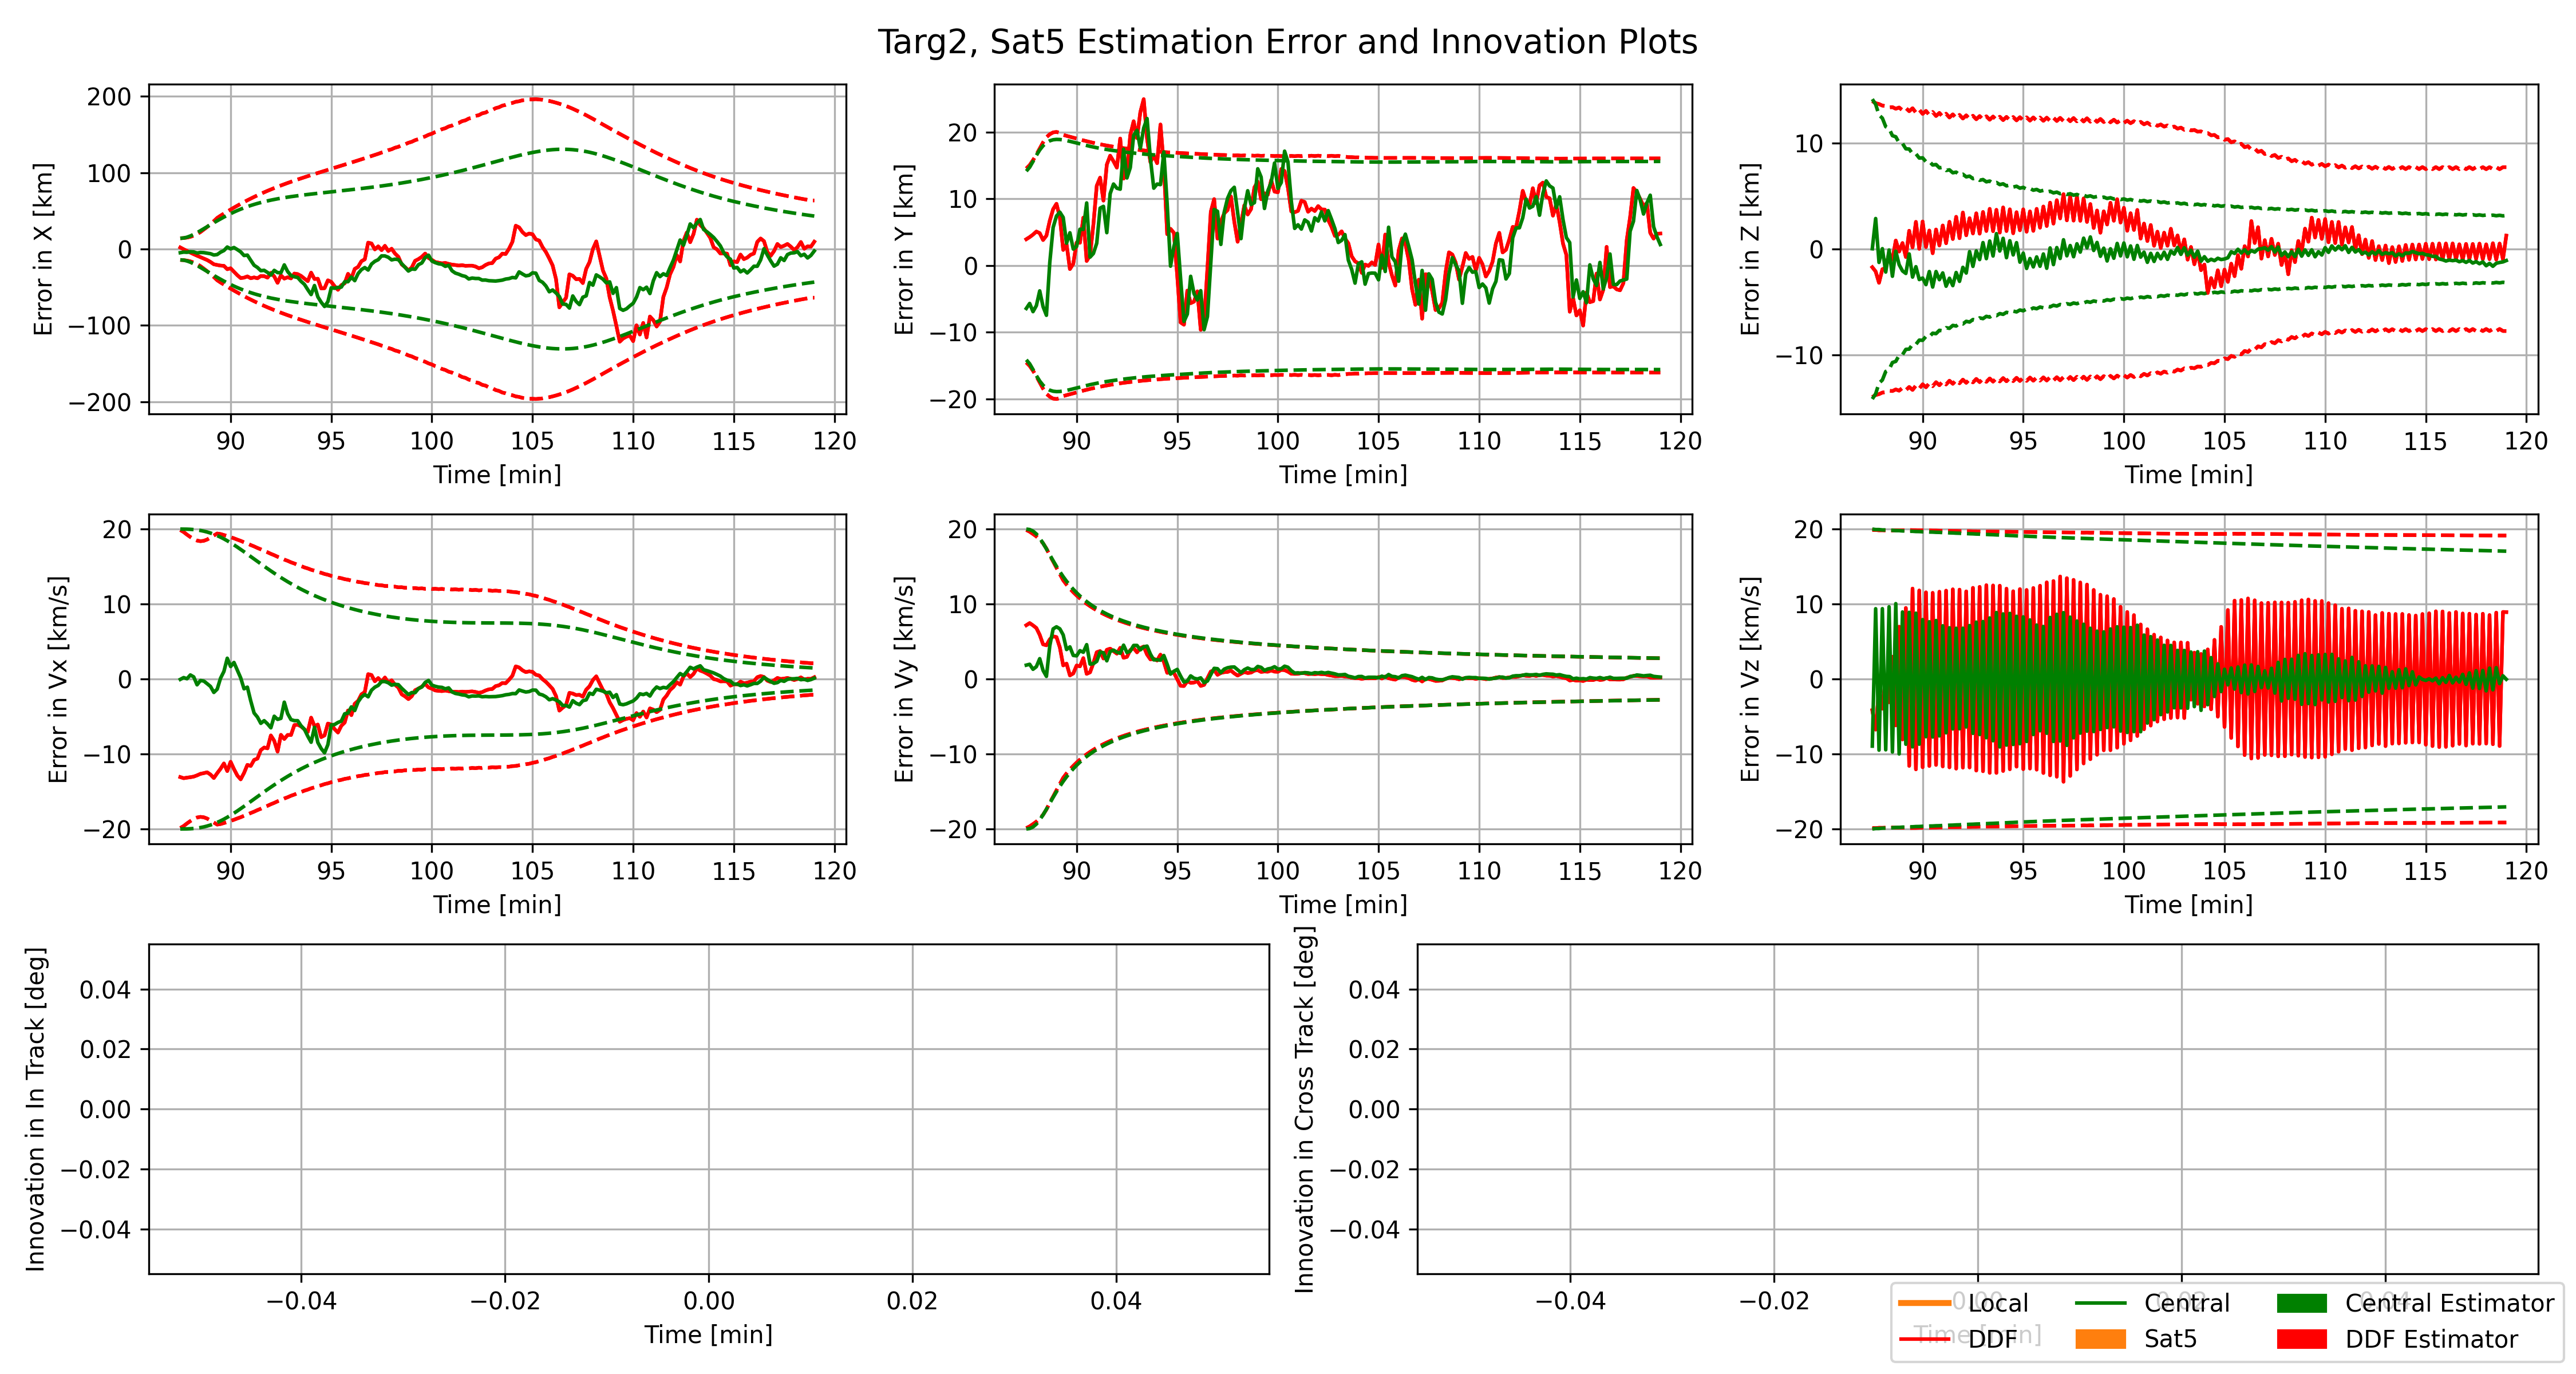 Targ2, Sat5 Estimation Error and Innovation Plots
Error in X [km]
200
100
0
−100
−200
90 95 100 105 110 115 120
Time [min]
Error in Y [km]
20
10
0
−10
−20
90 95 100 105 110 115 120
Time [min]
Error in Z [km]
10
0
−10
90 95 100 105 110 115 120
Time [min]
Error in Vx [km/s]
20
10
0
−10
−20
90 95 100 105 110 115 120
Time [min]
Error in Vy [km/s]
20
10
0
−10
−20
90 95 100 105 110 115 120
Time [min]
Error in Vz [km/s]
20
10
0
−10
−20
90 95 100 105 110 115 120
Time [min]
Innovation in In Track [deg]
0.04
0.02
0.00
−0.02
−0.04
−0.04 −0.02 0.00 0.02 0.04
Time [min]
Innovation in Cross Track [deg]
0.04
0.02
0.00
−0.02
−0.04
−0.04 −0.02 0.00 0.02 0.04
Time [min]
Local Central Central Estimator
DDF Sat5 DDF Estimator